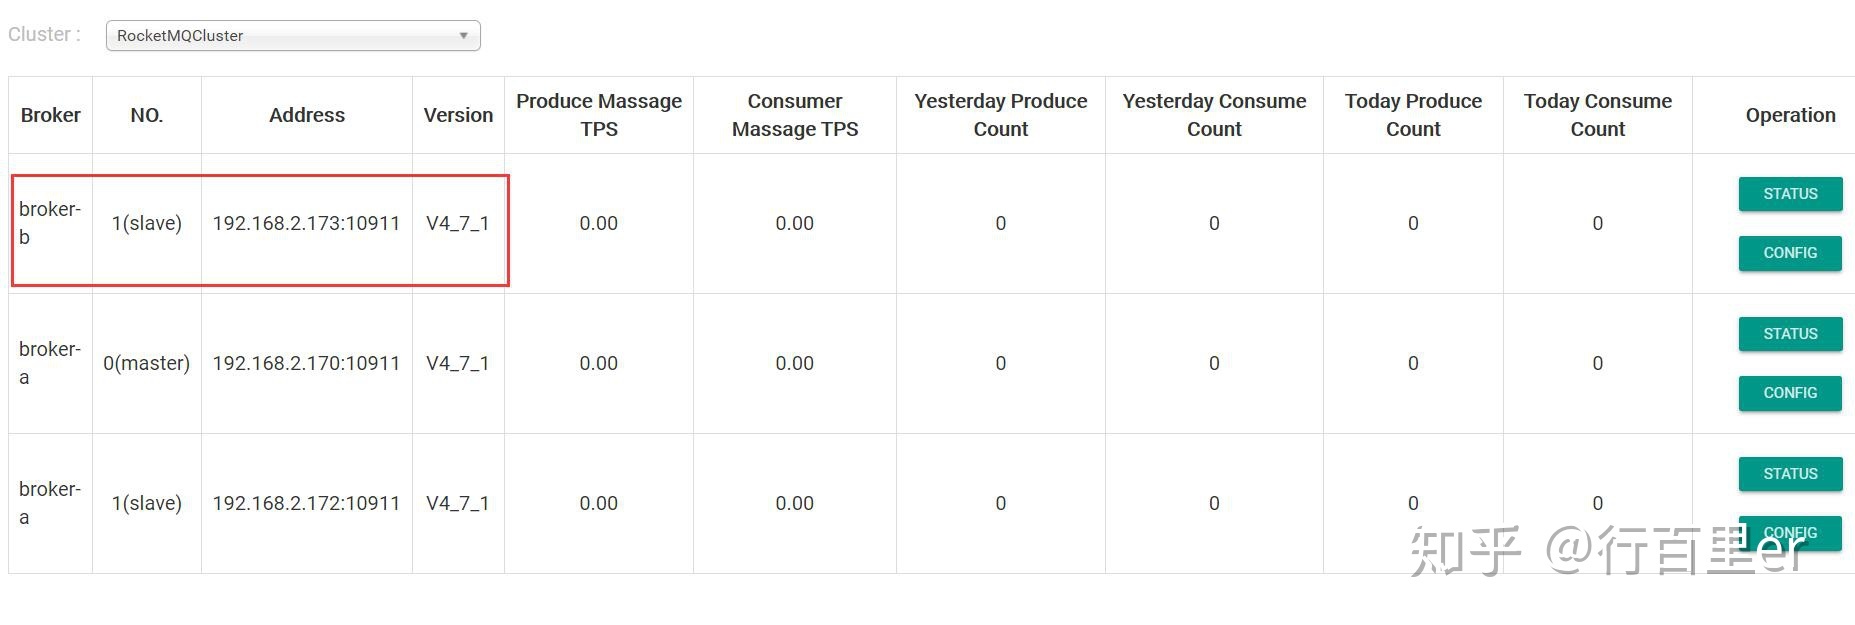 Cluster :
RocketMQCluster
Broker NO. Address Version Produce Massage TPS Consumer Massage TPS Yesterday Produce Count Yesterday Consume Count Today Produce Count Today Consume Count Operation
broker-b 1(slave) 192.168.2.173:10911 V4_7_1 0.00 0.00 0 0 0 0 STATUS
CONFIG
broker-a 0(master) 192.168.2.170:10911 V4_7_1 0.00 0.00 0 0 0 0 STATUS
CONFIG
broker-a 1(slave) 192.168.2.172:10911 V4_7_1 0.00 0.00 0 0 0 0 STATUS
CONFIG
知乎 @行百里er